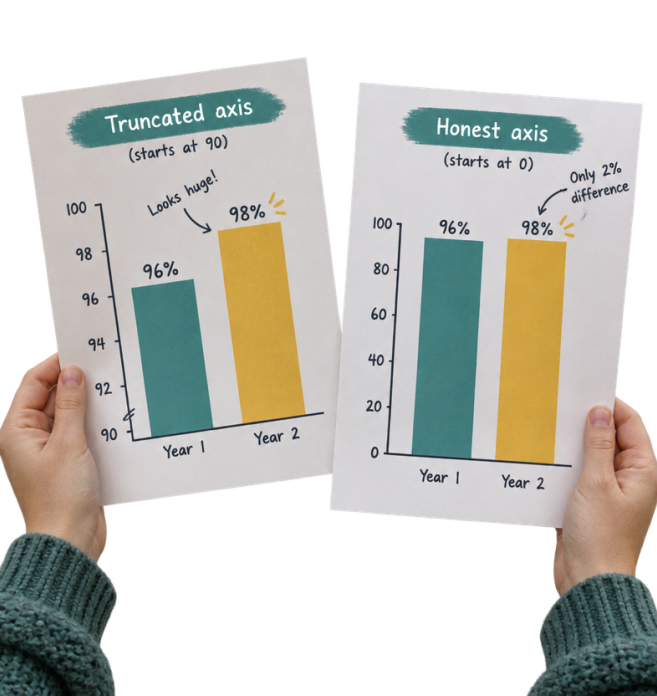 Truncated axis
(starts at 90)
Looks huge!
100
98
96
94
92
90
96%
98%
Year 1
Year 2
Honest axis
(starts at 0)
Only 2%
difference
100
80
60
40
20
0
96%
98%
Year 1
Year 2